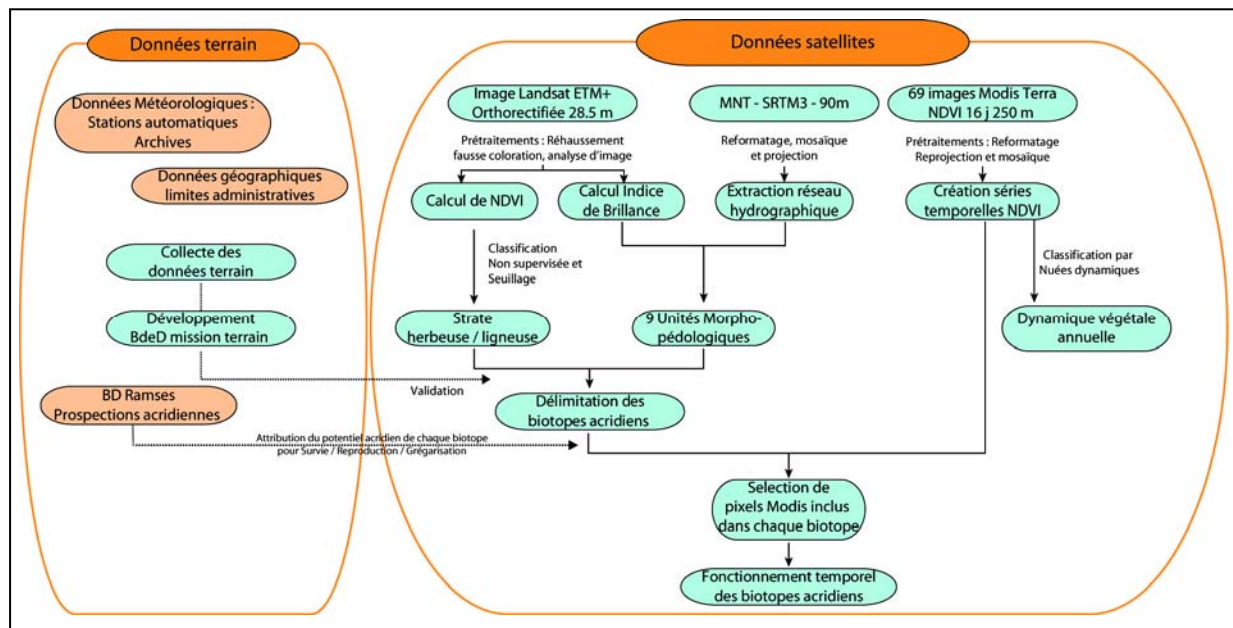 Données terrain
Données Météorologiques :
Stations automatiques
Archives
Données géographiques
limites administratives
Collecte des
données terrain
Développement
BdeD mission terrain
BD Ramses
Prospections acridiennes
Validation
Attribution du potentiel acridien de chaque biotope
pour Survie / Reproduction / Grégarisation
Données satellites
Image Landsat ETM+
Orthorectifiée 28.5 m
Prétraitements : Réhaussement
fausse coloration, analyse d'image
Calcul de NDVI
Calcul Indice
de Brillance
Classification
Non supervisée et
Seuillage
Strate
herbeuse / ligneuse
MNT - SRTM3 - 90m
Reformatage, mosaïque
et projection
Extraction réseau
hydrographique
9 Unités Morpho-
pédologiques
Délimitation des
biotopes acridiens
69 images Modis Terra
NDVI 16 j 250 m
Prétraitements : Reformatage
Reprojection et mosaïque
Création séries
temporelles NDVI
Classification par
Nuées dynamiques
Dynamique végétale
annuelle
Selection de
pixels Modis inclus
dans chaque biotope
Fonctionnement temporel
des biotopes acridiens